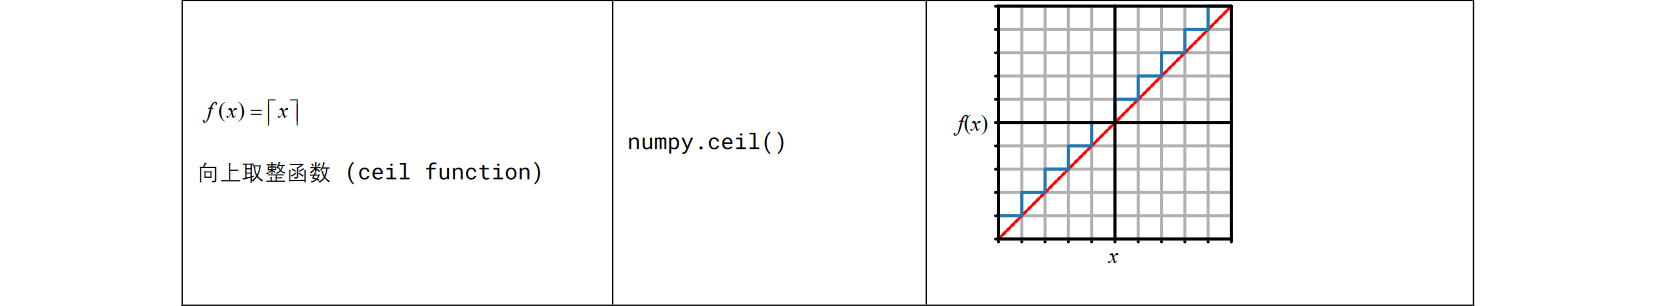 f(x)=⌈x⌉
向上取整函数 (ceil function)
numpy.ceil()
f(x)
x